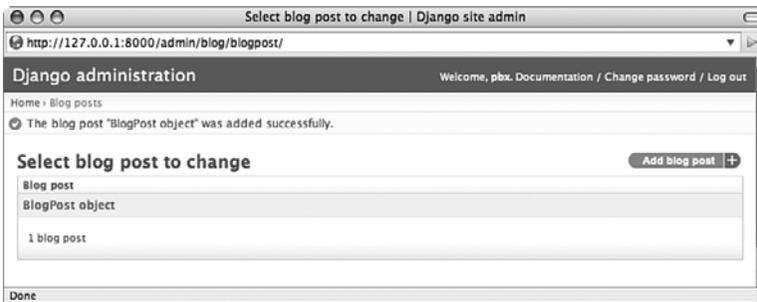 Select blog post to change | Django site admin
http://127.0.0.1:8000/admin/blog/blogpost/
Django administration
Welcome, pbx. Documentation / Change password / Log out
Home › Blog posts
The blog post "BlogPost object" was added successfully.
Select blog post to change
Add blog post +
Blog post
BlogPost object
1 blog post
Done